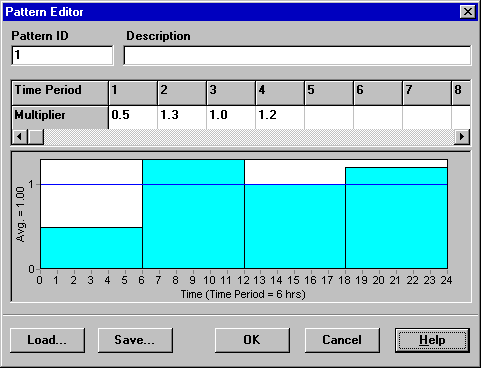 Pattern Editor
Pattern ID Description
1
Time Period 1 2 3 4 5 6 7 8
Multiplier 0.5 1.3 1.0 1.2
1
Avg. = 1.00
0
0 1 2 3 4 5 6 7 8 9 10 11 12 13 14 15 16 17 18 19 20 21 22 23 24
Time (Time Period = 6 hrs)
Load... Save... OK Cancel Help